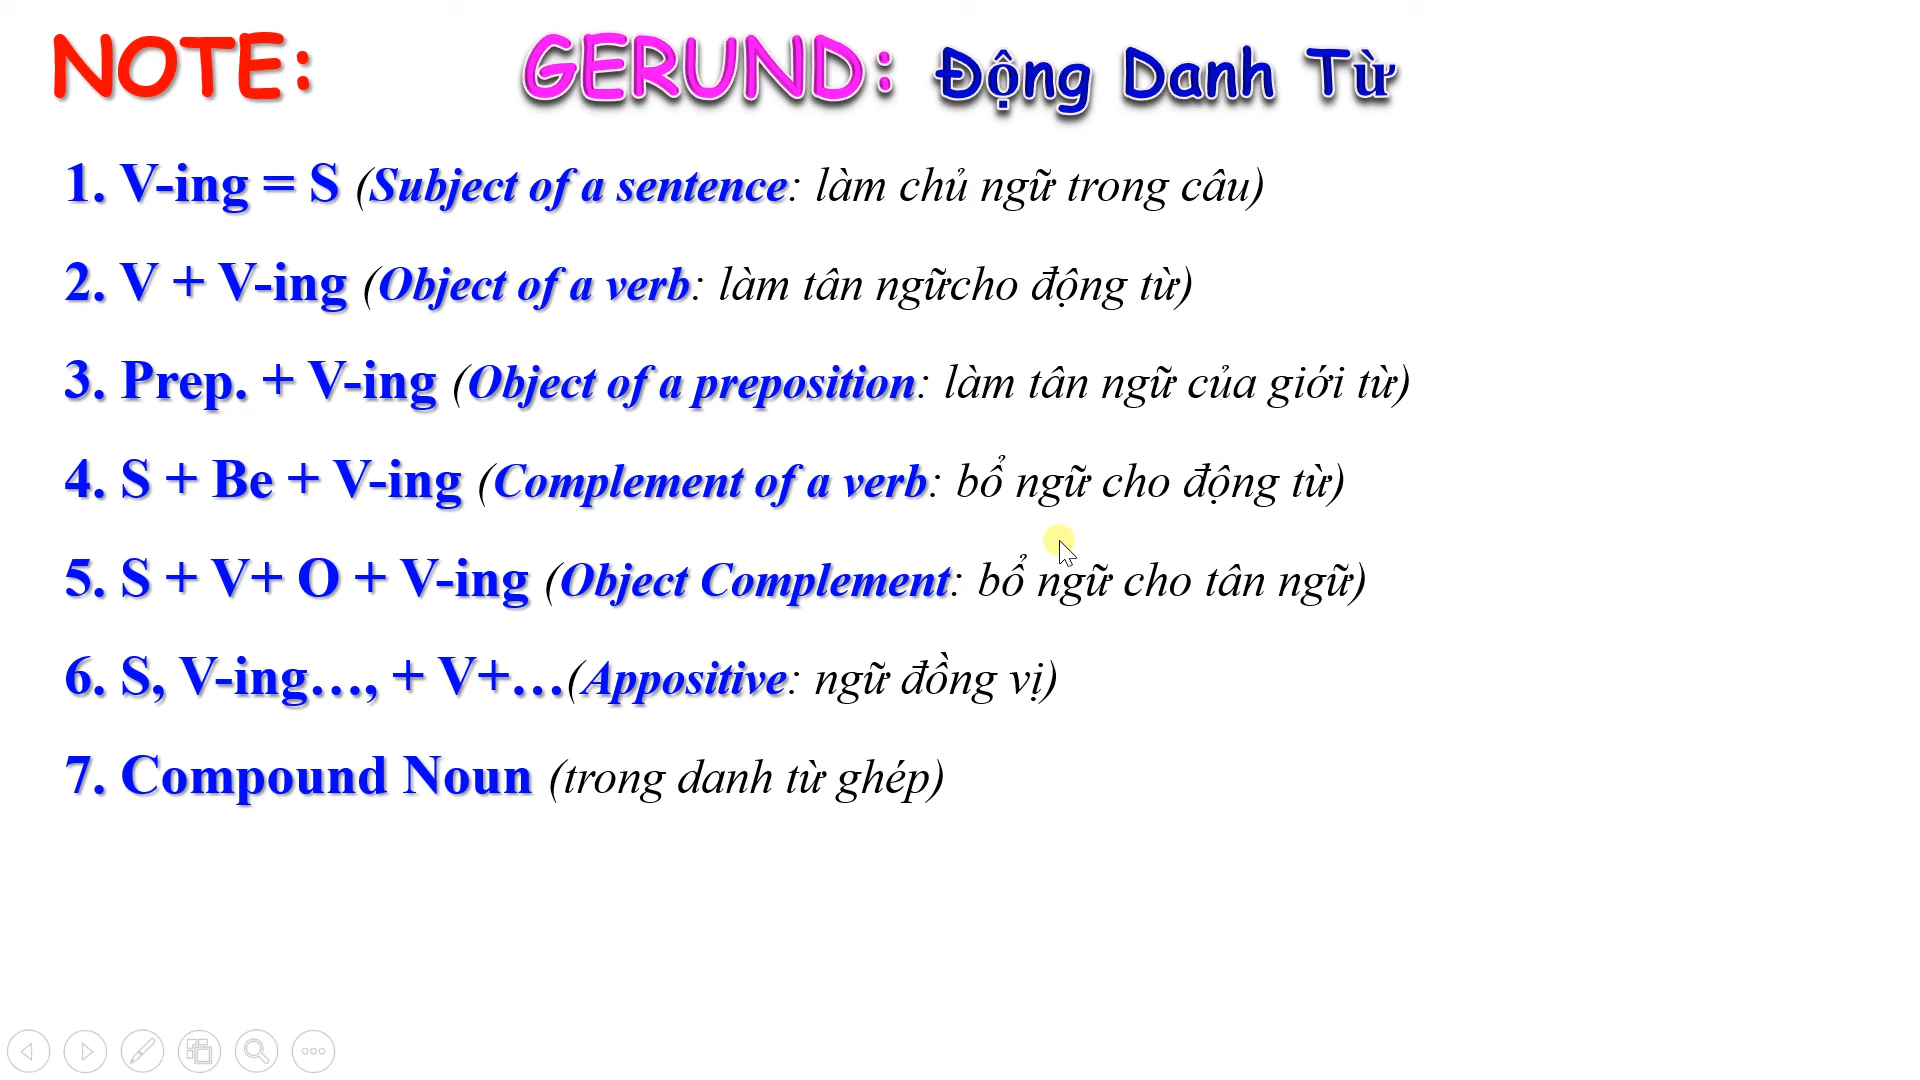 NOTE: GERUND: Động Danh Từ
1. V-ing = S (Subject of a sentence: làm chủ ngữ trong câu)
2. V + V-ing (Object of a verb: làm tân ngữcho động từ)
3. Prep. + V-ing (Object of a preposition: làm tân ngữ của giới từ)
4. S + Be + V-ing (Complement of a verb: bổ ngữ cho động từ)
5. S + V+ O + V-ing (Object Complement: bổ ngữ cho tân ngữ)
6. S, V-ing…, + V+…(Appositive: ngữ đồng vị)
7. Compound Noun (trong danh từ ghép)